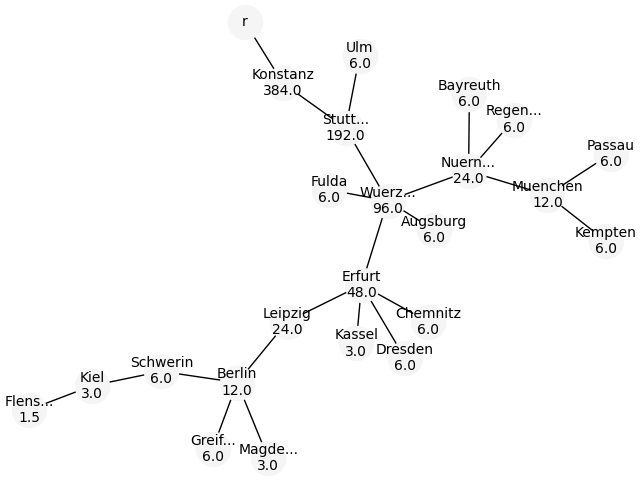 r
Ulm
6.0
Konstanz
384.0
Bayreuth
6.0
Regen...
6.0
Stutt...
192.0
Passau
6.0
Nuern...
24.0
Fulda
6.0
Wuerz...
96.0
Muenchen
12.0
Augsburg
6.0
Kempten
6.0
Erfurt
48.0
Leipzig
24.0
Chemnitz
6.0
Kassel
3.0
Dresden
6.0
Schwerin
6.0
Berlin
12.0
Kiel
3.0
Flens...
1.5
Greif...
6.0
Magde...
3.0